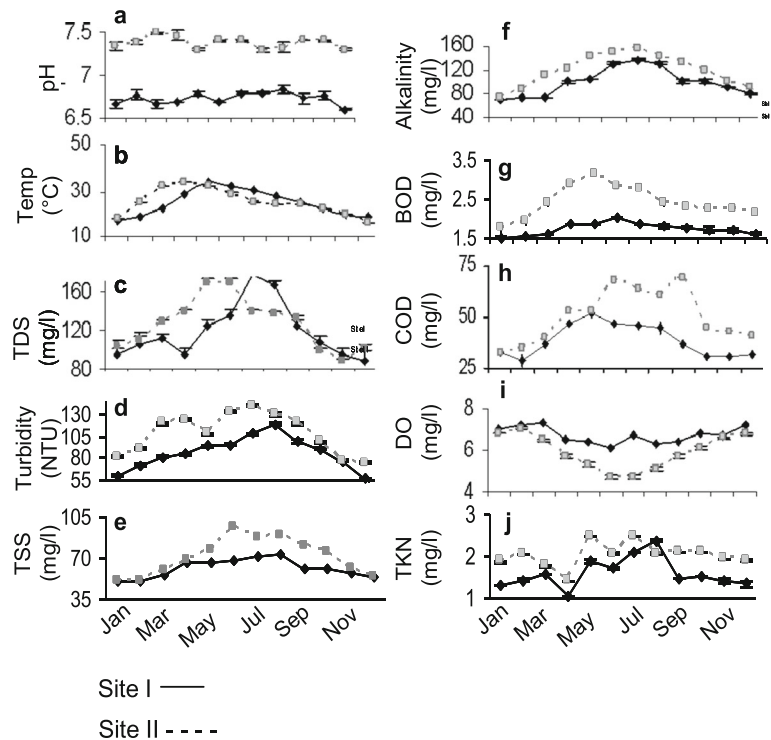 a
7.5
7
6.5
pH
b
50
30
10
Temp
(°C)
c
160
120
80
TDS
(mg/l)
Ste I
Ste I
d
130
105
80
55
Turbidity
(NTU)
e
105
70
35
TSS
(mg/l)
Jan Mar May Jul Sep Nov
f
160
120
80
40
Alkalinity
(mg/l)
g
3.5
2.5
1.5
BOD
(mg/l)
h
75
50
25
COD
(mg/l)
i
8
6
4
DO
(mg/l)
j
3
2
1
TKN
(mg/l)
Jan Mar May Jul Sep Nov
Site I
Site II